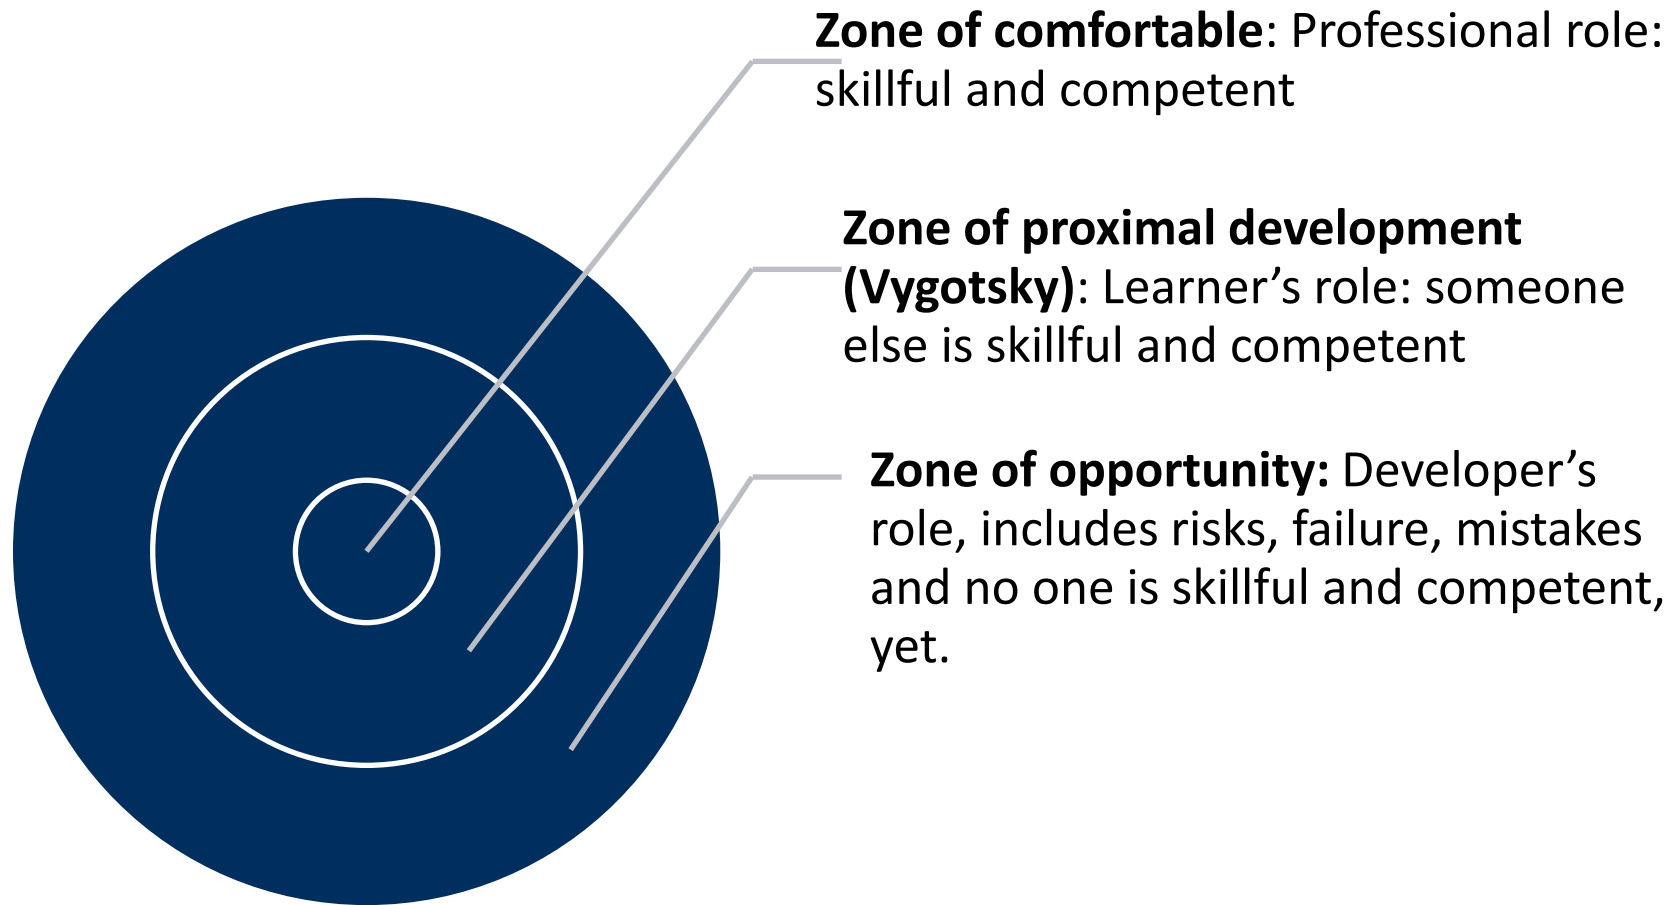 Zone of comfortable: Professional role:
skillful and competent
Zone of proximal development
(Vygotsky): Learner’s role: someone
else is skillful and competent
Zone of opportunity: Developer’s
role, includes risks, failure, mistakes
and no one is skillful and competent,
yet.